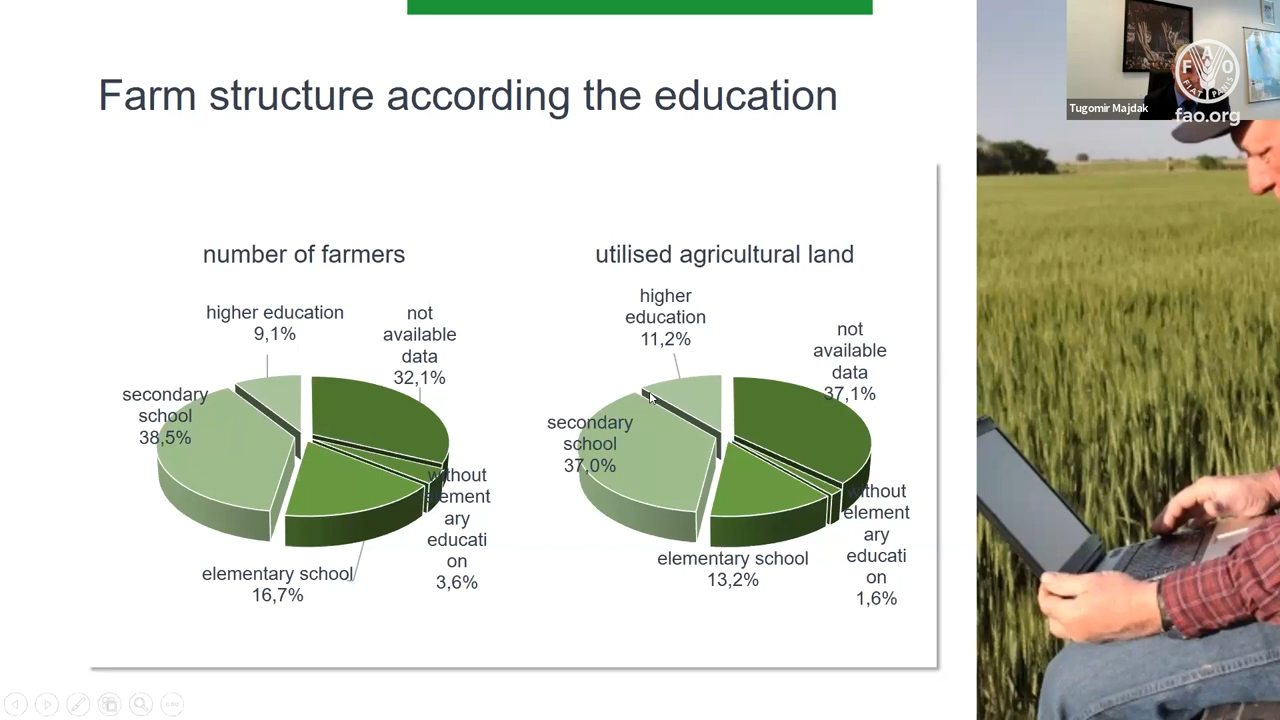 Farm structure according the education
number of farmers
higher education
9,1%
not
available
data
32,1%
secondary
school
38,5%
without
element
ary
educati
on
3,6%
elementary school
16,7%
utilised agricultural land
higher
education
11,2%
not
available
data
37,1%
secondary
school
37,0%
without
element
ary
educati
on
1,6%
elementary school
13,2%
Tugomir Majdak
F A O
FIAT PANIS
fao.org